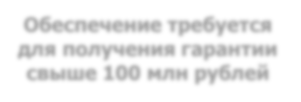 Обеспечение требуется
для получения гарантии
свыше 100 млн рублей